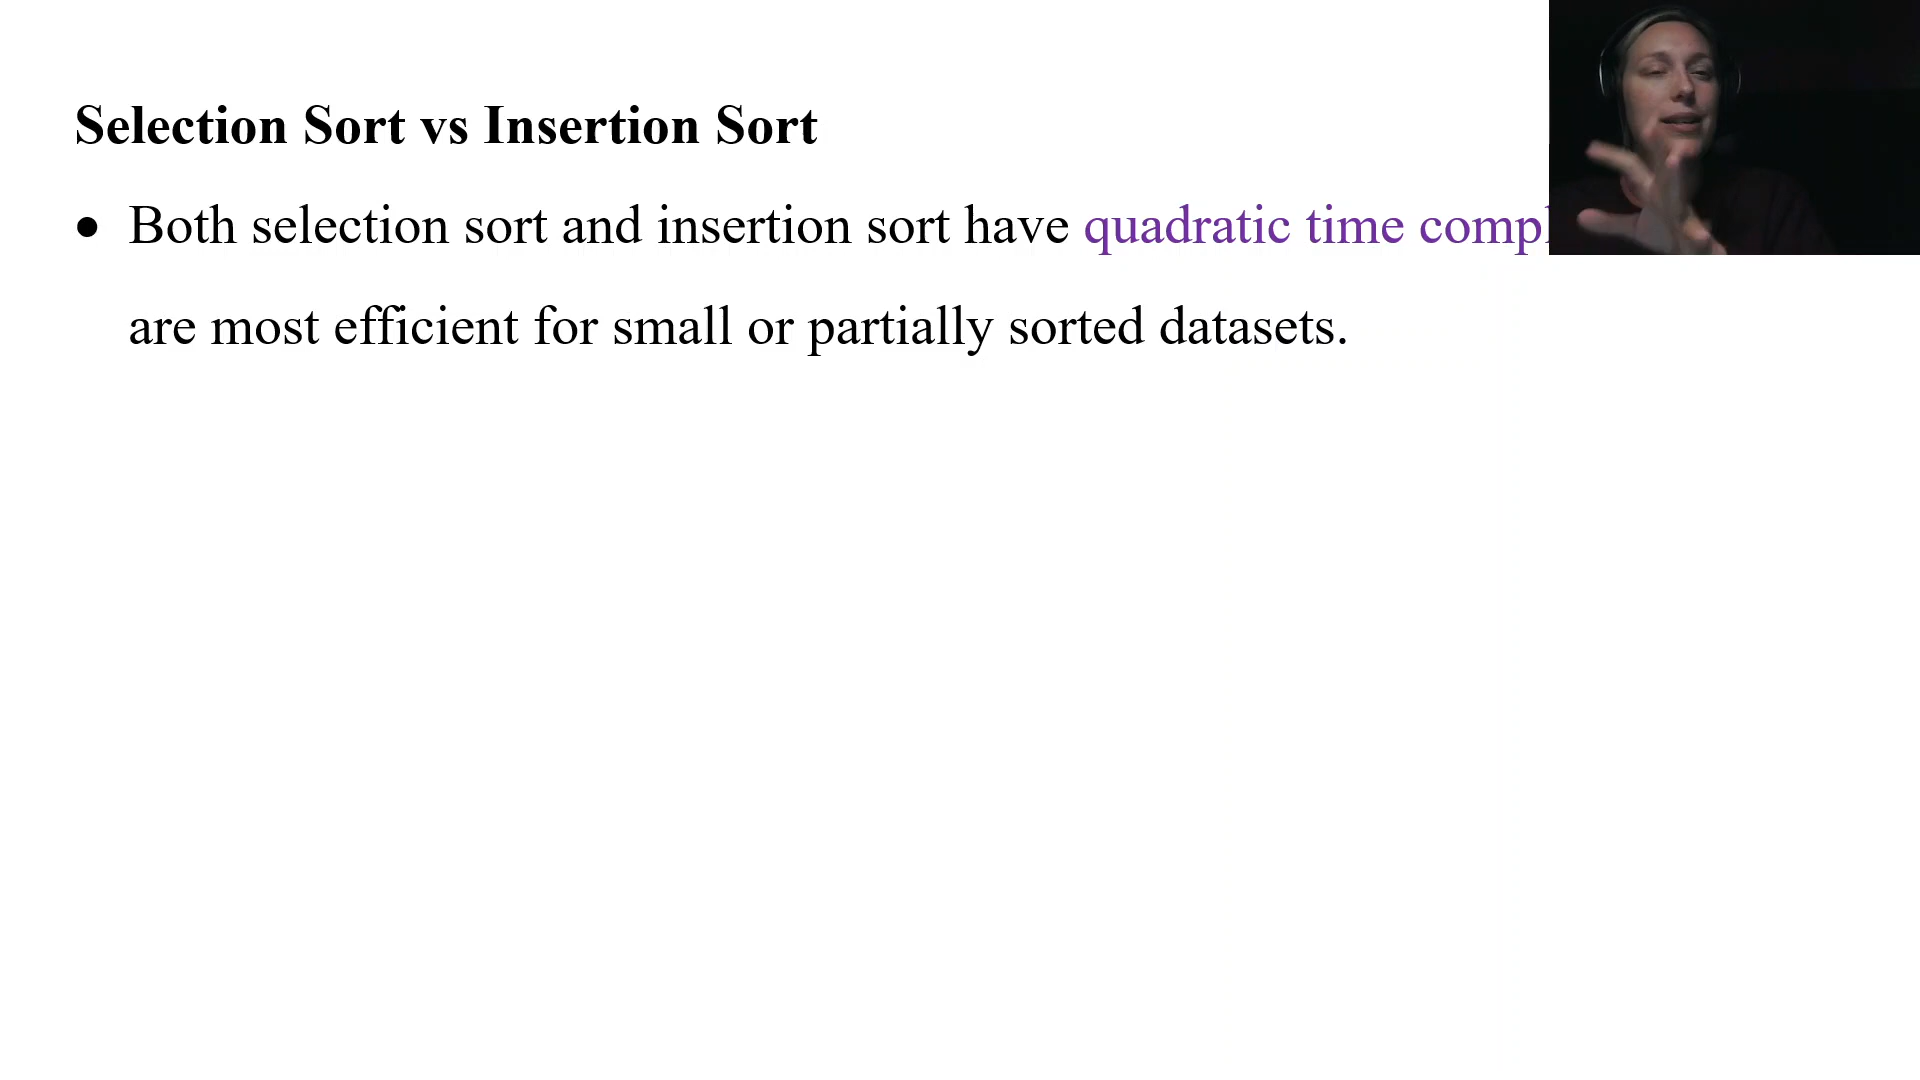 Selection Sort vs Insertion Sort
• Both selection sort and insertion sort have quadratic time
are most efficient for small or partially sorted datasets.